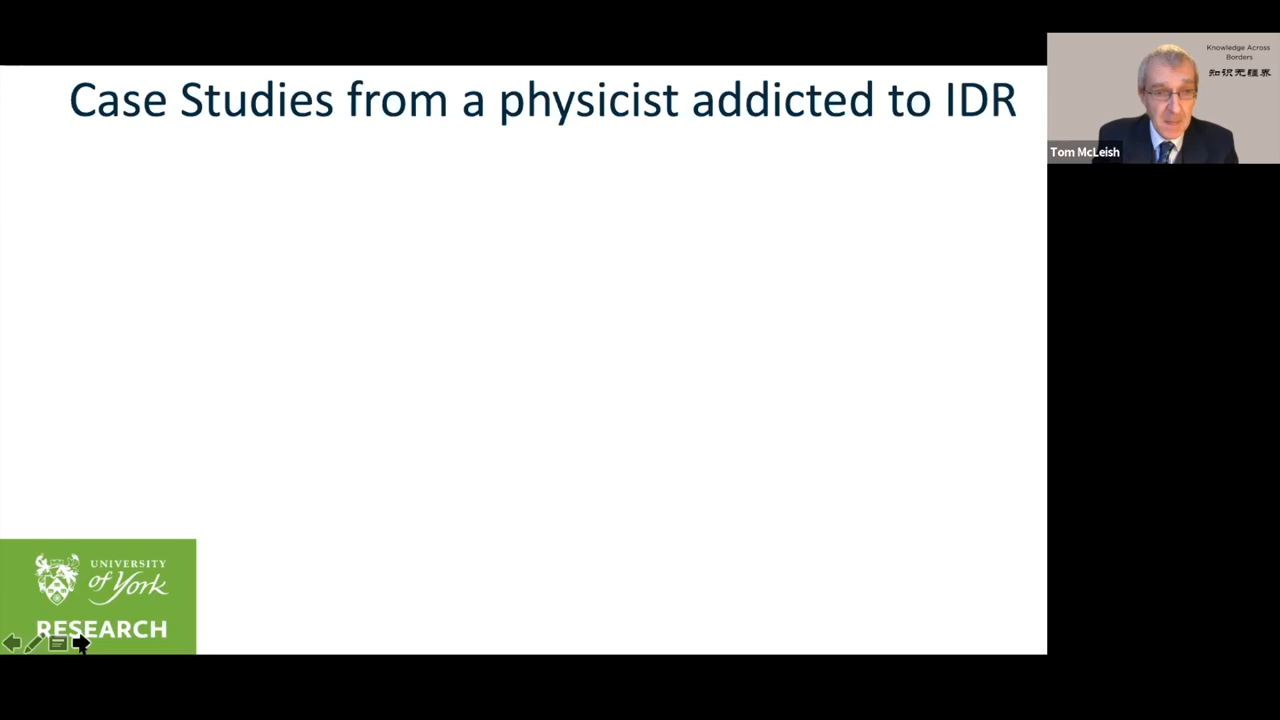 Case Studies from a physicist addicted to IDR
Knowledge Across
Borders
知识无疆界
Tom McLeish
UNIVERSITY
of York
RESEARCH